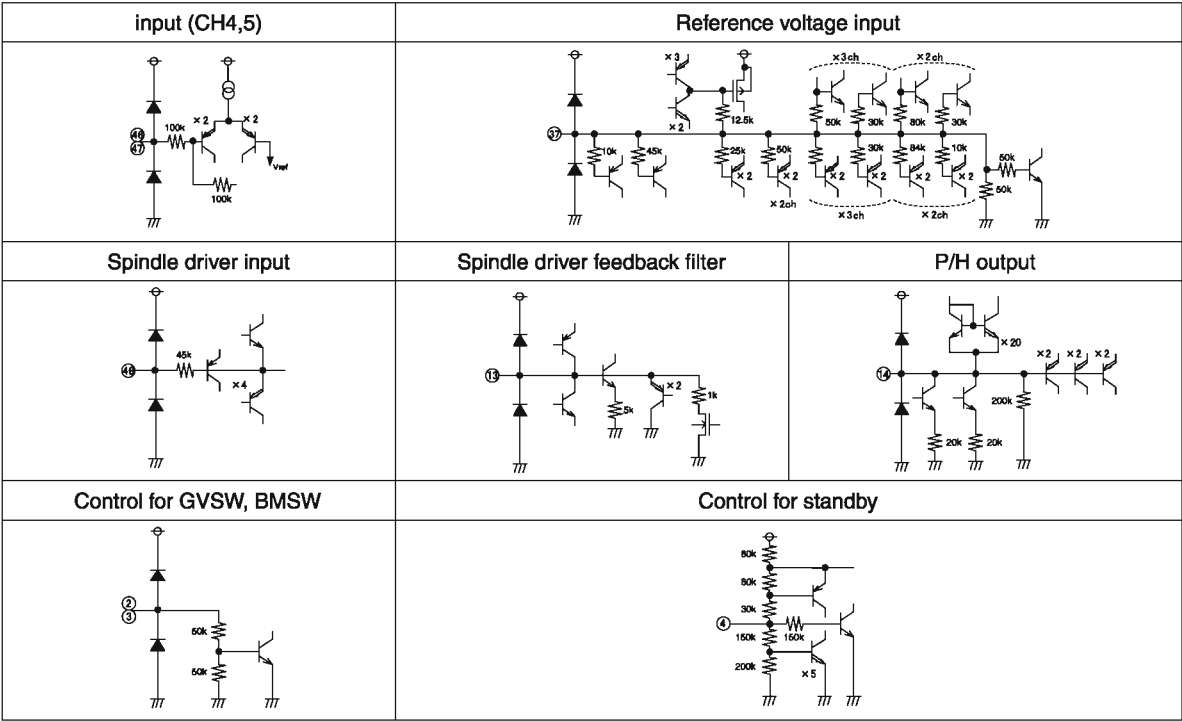 input (CH4,5)
Reference voltage input
46
47
100k
×2
×2
Vref
100k
×3
×2
12.5k
×3ch
×2ch
50k
30k
80k
30k
37
10k
45k
25k
×2
50k
×2
×2ch
×2
30k
×2
84k
×2
10k
×2
×3ch
×2ch
50k
50k
Spindle driver input
Spindle driver feedback filter
P/H output
48
45k
×4
13
5k
×2
1k
14
×20
×2
×2
×2
200k
20k
20k
Control for GVSW, BMSW
Control for standby
2
3
50k
50k
4
80k
80k
30k
150k
150k
200k
×5